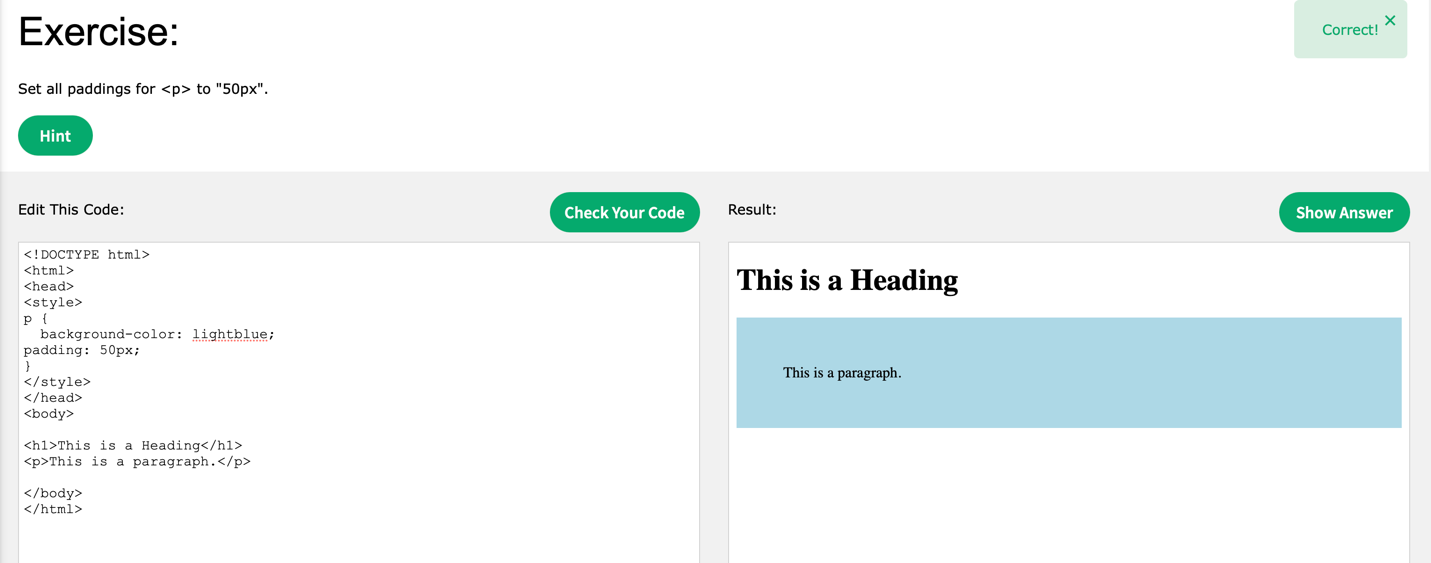 Exercise:
Correct! ×
Set all paddings for <p> to "50px".
Hint
Edit This Code:
Check Your Code
Result:
Show Answer
<!DOCTYPE html>
<html>
<head>
<style>
p {
  background-color: lightblue;
padding: 50px;
}
</style>
</head>
<body>

<h1>This is a Heading</h1>
<p>This is a paragraph.</p>

</body>
</html>
This is a Heading
This is a paragraph.